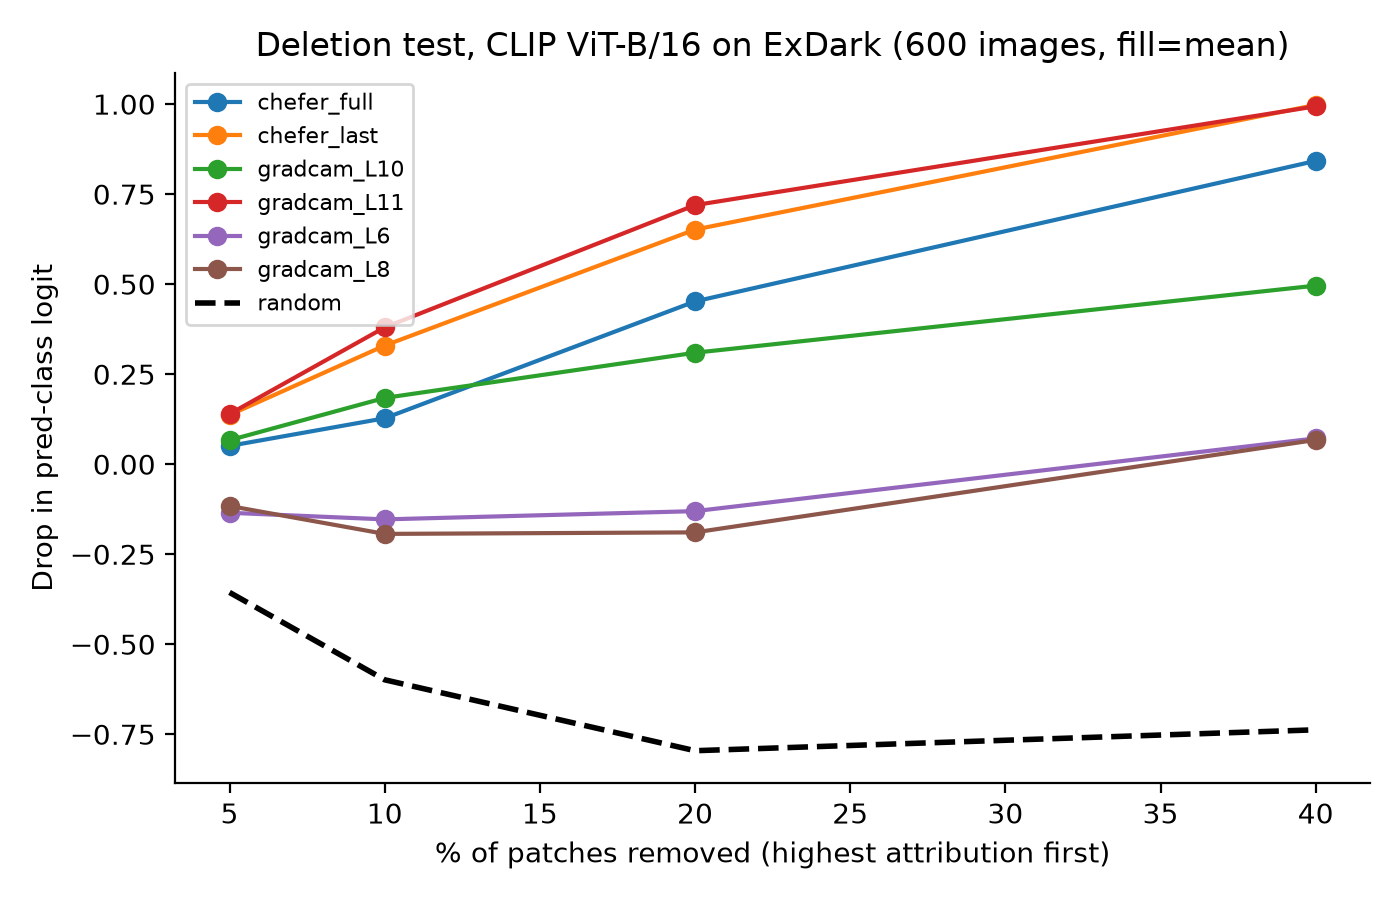 Deletion test, CLIP ViT-B/16 on ExDark (600 images, fill=mean)
chefer_full
chefer_last
gradcam_L10
gradcam_L11
gradcam_L6
gradcam_L8
random
Drop in pred-class logit
1.00
0.75
0.50
0.25
0.00
−0.25
−0.50
−0.75
5
10
15
20
25
30
35
40
% of patches removed (highest attribution first)